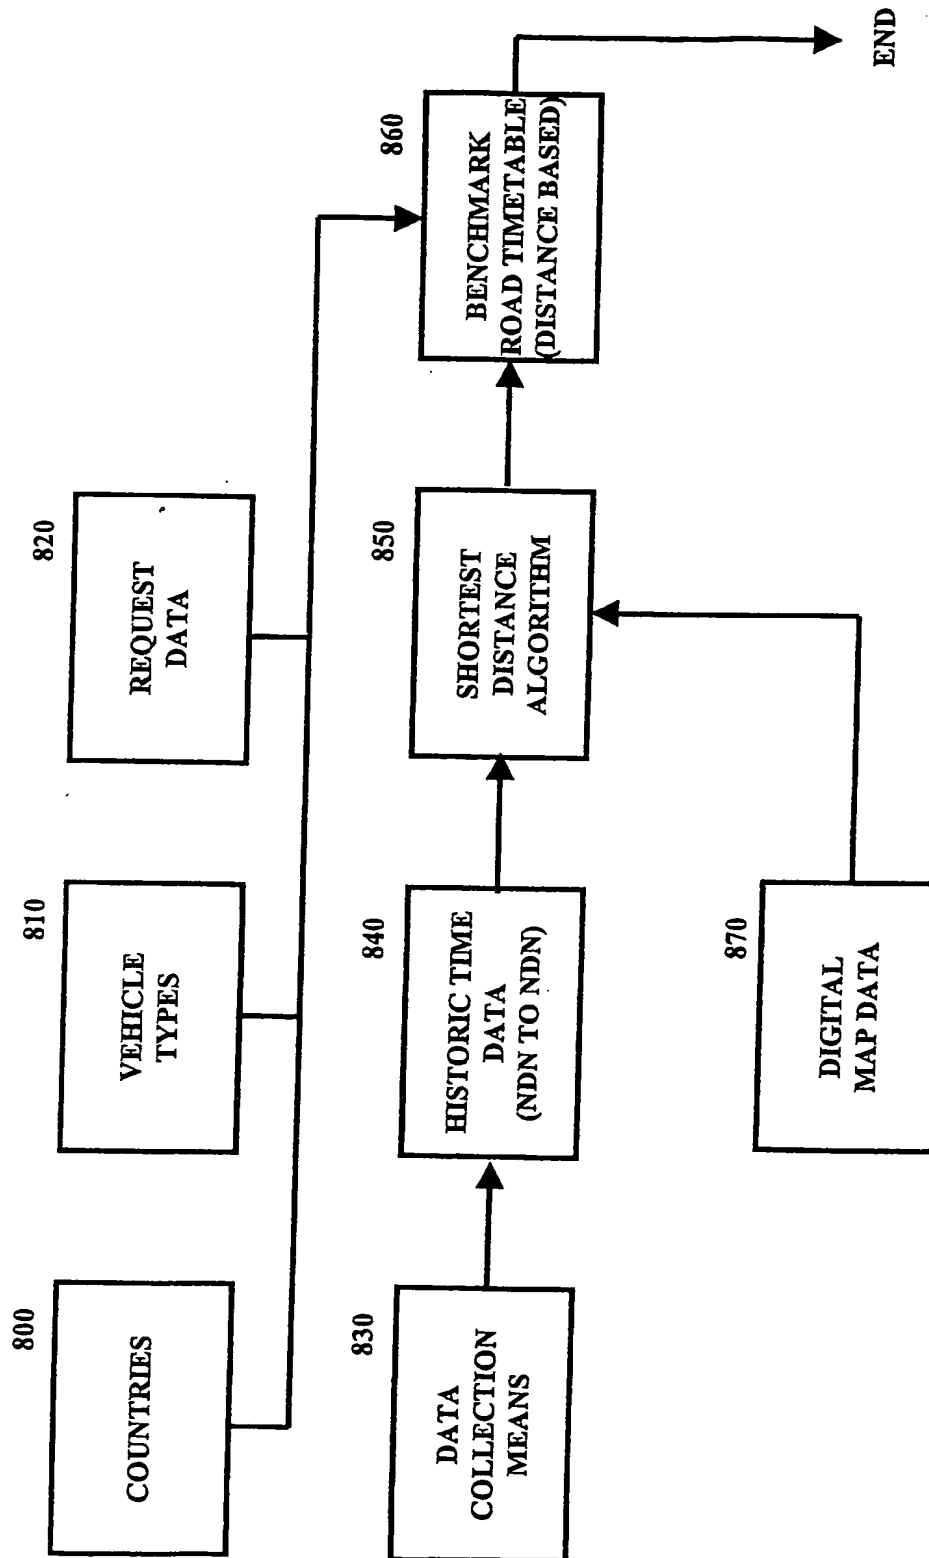 800
COUNTRIES
810
VEHICLE
TYPES
820
REQUEST
DATA
830
DATA
COLLECTION
MEANS
840
HISTORIC TIME
DATA
(NDN TO NDN)
850
SHORTEST
DISTANCE
ALGORITHM
860
BENCHMARK
ROAD TIMETABLE
(DISTANCE BASED)
870
DIGITAL
MAP DATA
END